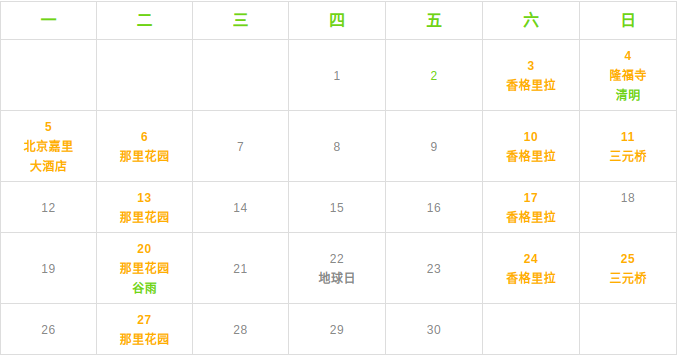 一 二 三 四 五 六 日
1 2 3 4
香格里拉 隆福寺
清明
5 6 7 8 9 10 11
北京嘉里 那里花园 香格里拉 三元桥
大酒店
12 13 14 15 16 17 18
那里花园 香格里拉
19 20 21 22 23 24 25
那里花园 地球日 香格里拉 三元桥
谷雨
26 27 28 29 30
那里花园